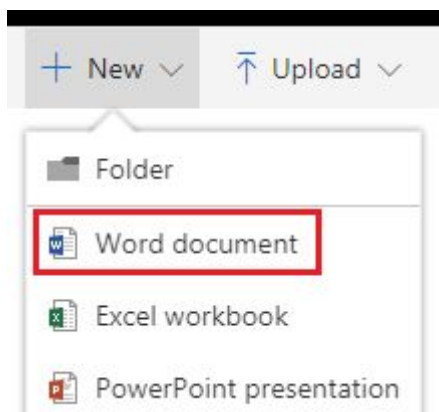 New Upload
Folder
Word document
Excel workbook
PowerPoint presentation